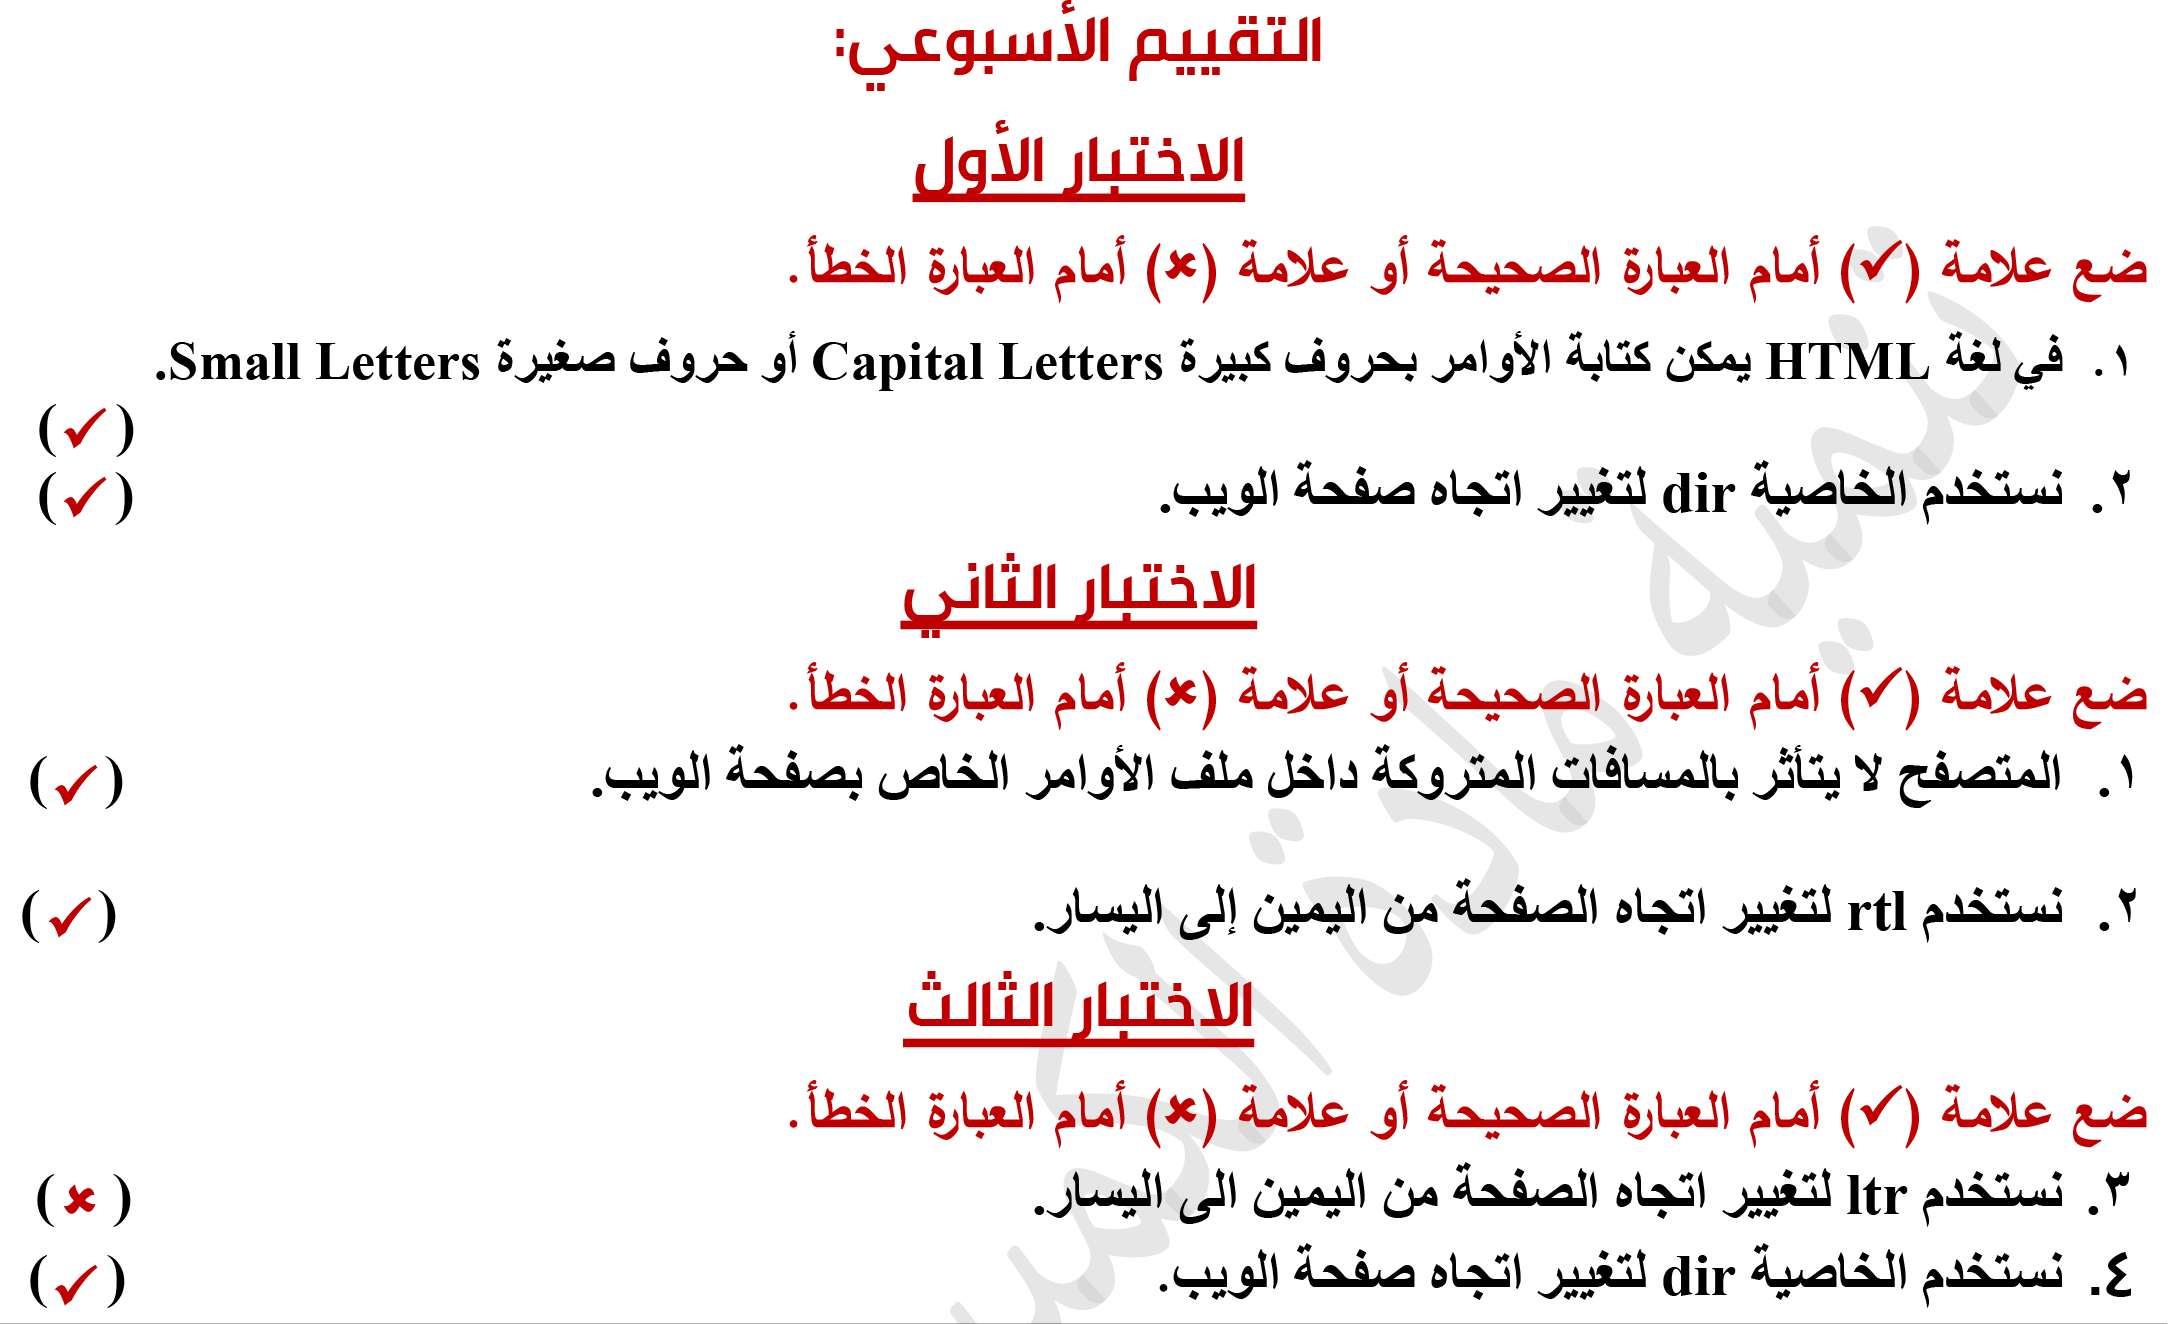 التقييم الأسبوعي:
الاختبار الأول
ضع علامة (✓) أمام العبارة الصحيحة أو علامة (✗) أمام العبارة الخطأ.
١. في لغة HTML يمكن كتابة الأوامر بحروف كبيرة Capital Letters أو حروف صغيرة Small Letters.
(✓)
٢. نستخدم الخاصية dir لتغيير اتجاه صفحة الويب. (✓)
الاختبار الثاني
ضع علامة (✓) أمام العبارة الصحيحة أو علامة (✗) أمام العبارة الخطأ.
١. المتصفح لا يتأثر بالمسافات المتروكة داخل ملف الأوامر الخاص بصفحة الويب. (✓)
٢. نستخدم rtl لتغيير اتجاه الصفحة من اليمين إلى اليسار. (✓)
الاختبار الثالث
ضع علامة (✓) أمام العبارة الصحيحة أو علامة (✗) أمام العبارة الخطأ.
٣. نستخدم ltr لتغيير اتجاه الصفحة من اليمين الى اليسار. (✗)
٤. نستخدم الخاصية dir لتغيير اتجاه صفحة الويب. (✓)